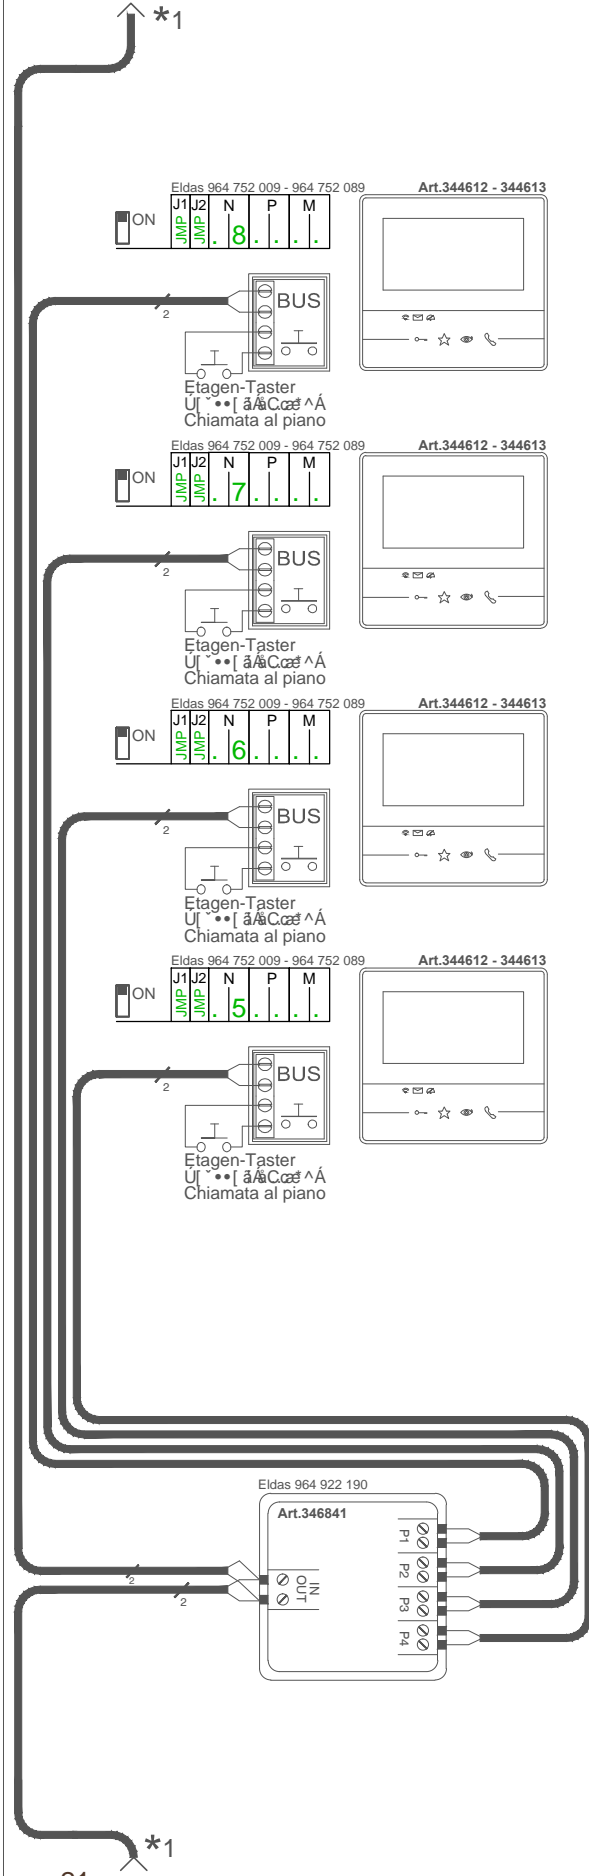 *1
Eldas 964 752 009 - 964 752 089 Art.344612 - 344613
ON J1 J2 N P M
JMP JMP . 8 . . . .
BUS
2
Etagen-Taster
Chiamata al piano
Eldas 964 752 009 - 964 752 089 Art.344612 - 344613
ON J1 J2 N P M
JMP JMP . 7 . . . .
BUS
2
Etagen-Taster
Chiamata al piano
Eldas 964 752 009 - 964 752 089 Art.344612 - 344613
ON J1 J2 N P M
JMP JMP . 6 . . . .
BUS
2
Etagen-Taster
Chiamata al piano
Eldas 964 752 009 - 964 752 089 Art.344612 - 344613
ON J1 J2 N P M
JMP JMP . 5 . . . .
BUS
2
Etagen-Taster
Chiamata al piano
Eldas 964 922 190
Art.346841
P1
P2
P3
P4
IN
OUT
2
2
*1